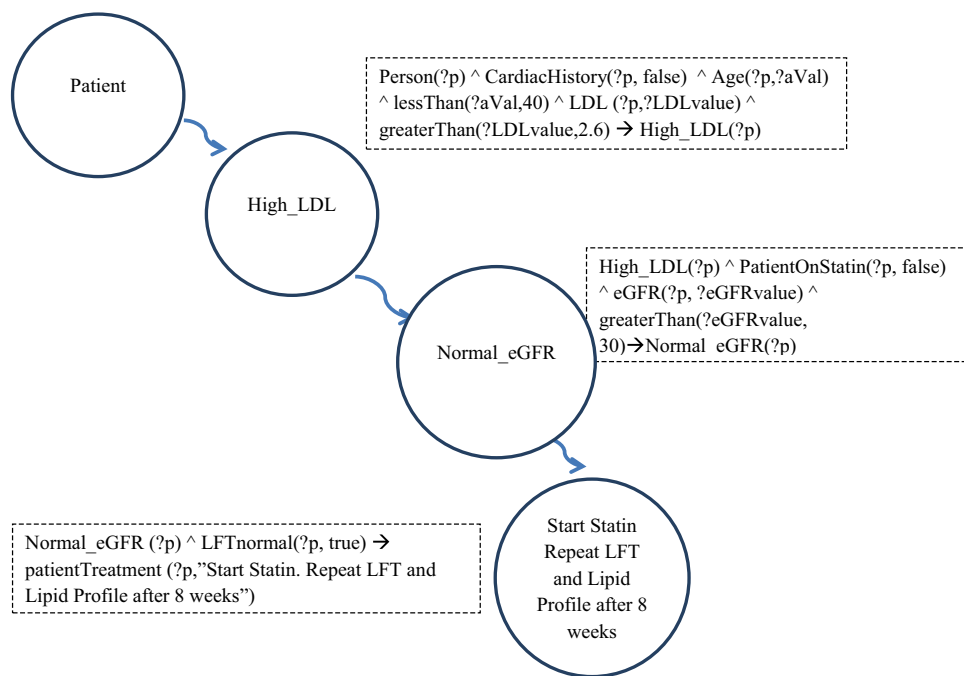 Patient
Person(?p) ^ CardiacHistory(?p, false) ^ Age(?p,?aVal)
^ lessThan(?aVal,40) ^ LDL (?p,?LDLvalue) ^
greaterThan(?LDLvalue,2.6) → High_LDL(?p)
High_LDL
High_LDL(?p) ^ PatientOnStatin(?p, false)
^ eGFR(?p, ?eGFRvalue) ^
greaterThan(?eGFRvalue,
30)→Normal_eGFR(?p)
Normal_eGFR
Normal_eGFR (?p) ^ LFTnormal(?p, true) →
patientTreatment (?p,”Start Statin. Repeat LFT and
Lipid Profile after 8 weeks”)
Start Statin
Repeat LFT
and Lipid
Profile after 8
weeks